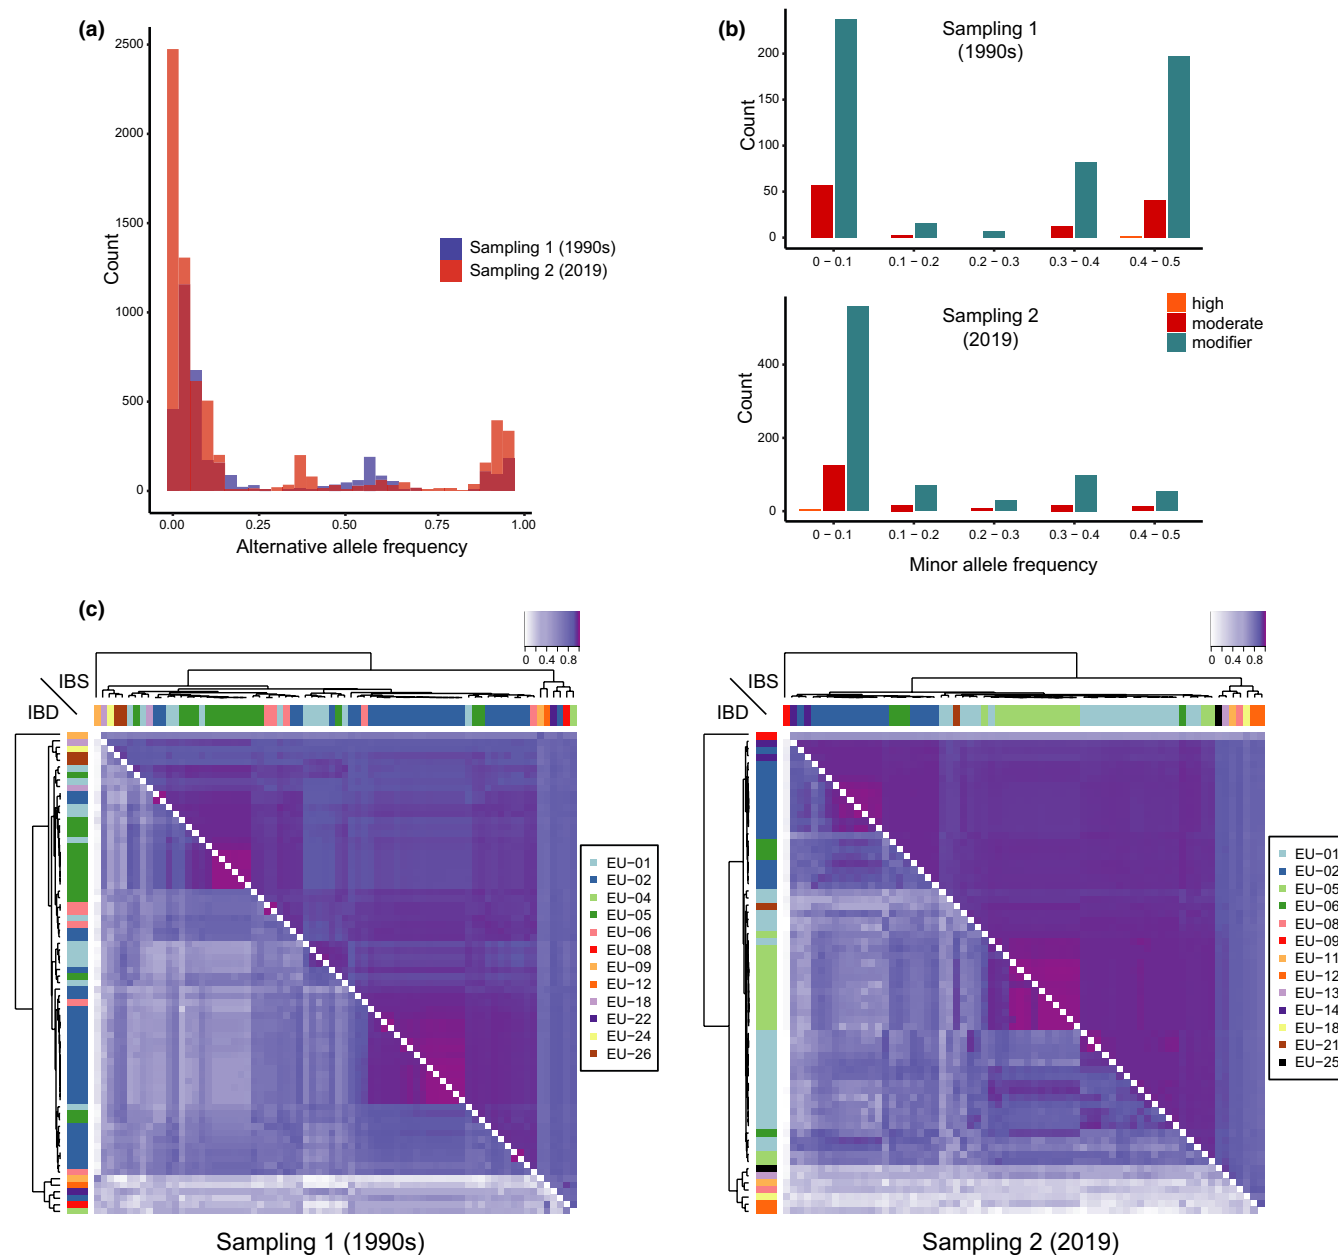 (a)
2500
2000
1500
1000
500
0
Count
0.00 0.25 0.50 0.75 1.00
Alternative allele frequency
Sampling 1 (1990s)
Sampling 2 (2019)
(b)
Sampling 1
(1990s)
200
150
100
50
0
Count
0 − 0.1 0.1 − 0.2 0.2 − 0.3 0.3 − 0.4 0.4 − 0.5
Sampling 2
(2019)
high
moderate
modifier
400
200
0
Count
0 − 0.1 0.1 − 0.2 0.2 − 0.3 0.3 − 0.4 0.4 − 0.5
Minor allele frequency
(c)
0 0.4 0.8
IBS
IBD
EU−01
EU−02
EU−04
EU−05
EU−06
EU−08
EU−09
EU−12
EU−18
EU−22
EU−24
EU−26
Sampling 1 (1990s)
0 0.4 0.8
IBS
IBD
EU−01
EU−02
EU−05
EU−06
EU−08
EU−09
EU−11
EU−12
EU−13
EU−14
EU−18
EU−21
EU−25
Sampling 2 (2019)